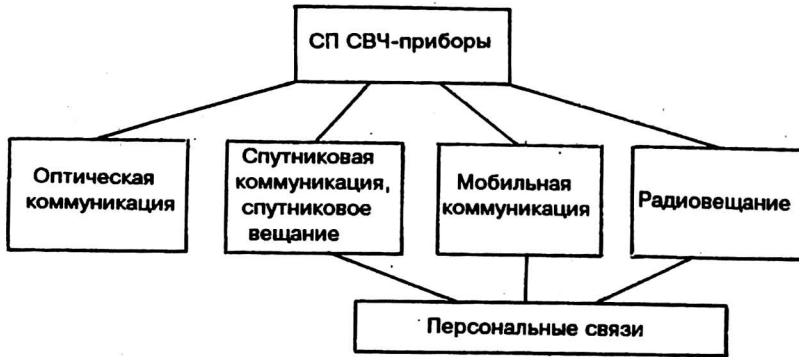 СП СВЧ-приборы
Оптическая
коммуникация
Спутниковая
коммуникация,
спутниковое
вещание
Мобильная
коммуникация
Радиовещание
Персональные связи